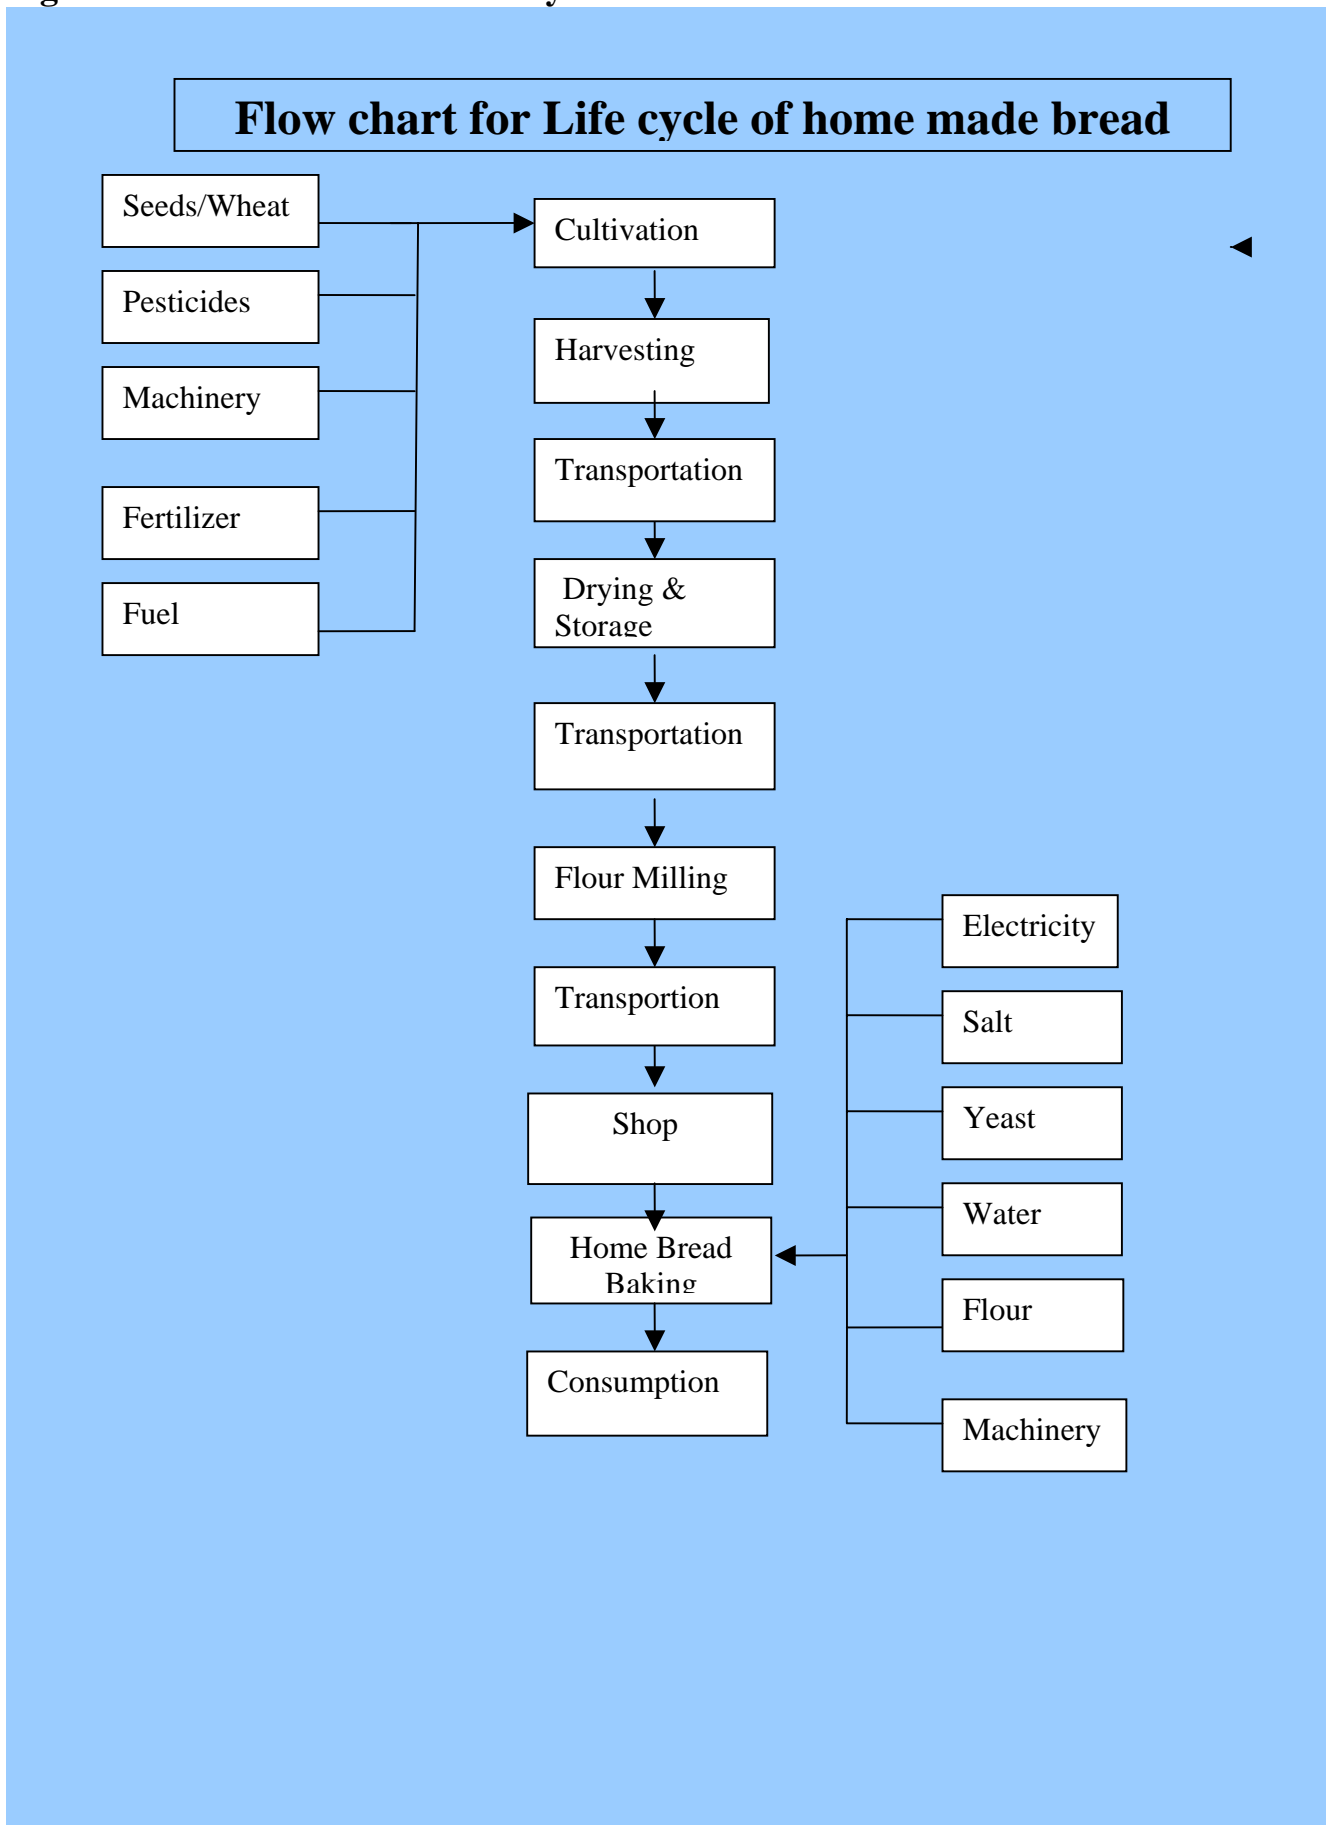 Flow chart for Life cycle of home made bread
Seeds/Wheat
Pesticides
Machinery
Fertilizer
Fuel
Cultivation
Harvesting
Transportation
Drying &
Storage
Transportation
Flour Milling
Transportion
Shop
Home Bread
Baking
Consumption
Electricity
Salt
Yeast
Water
Flour
Machinery